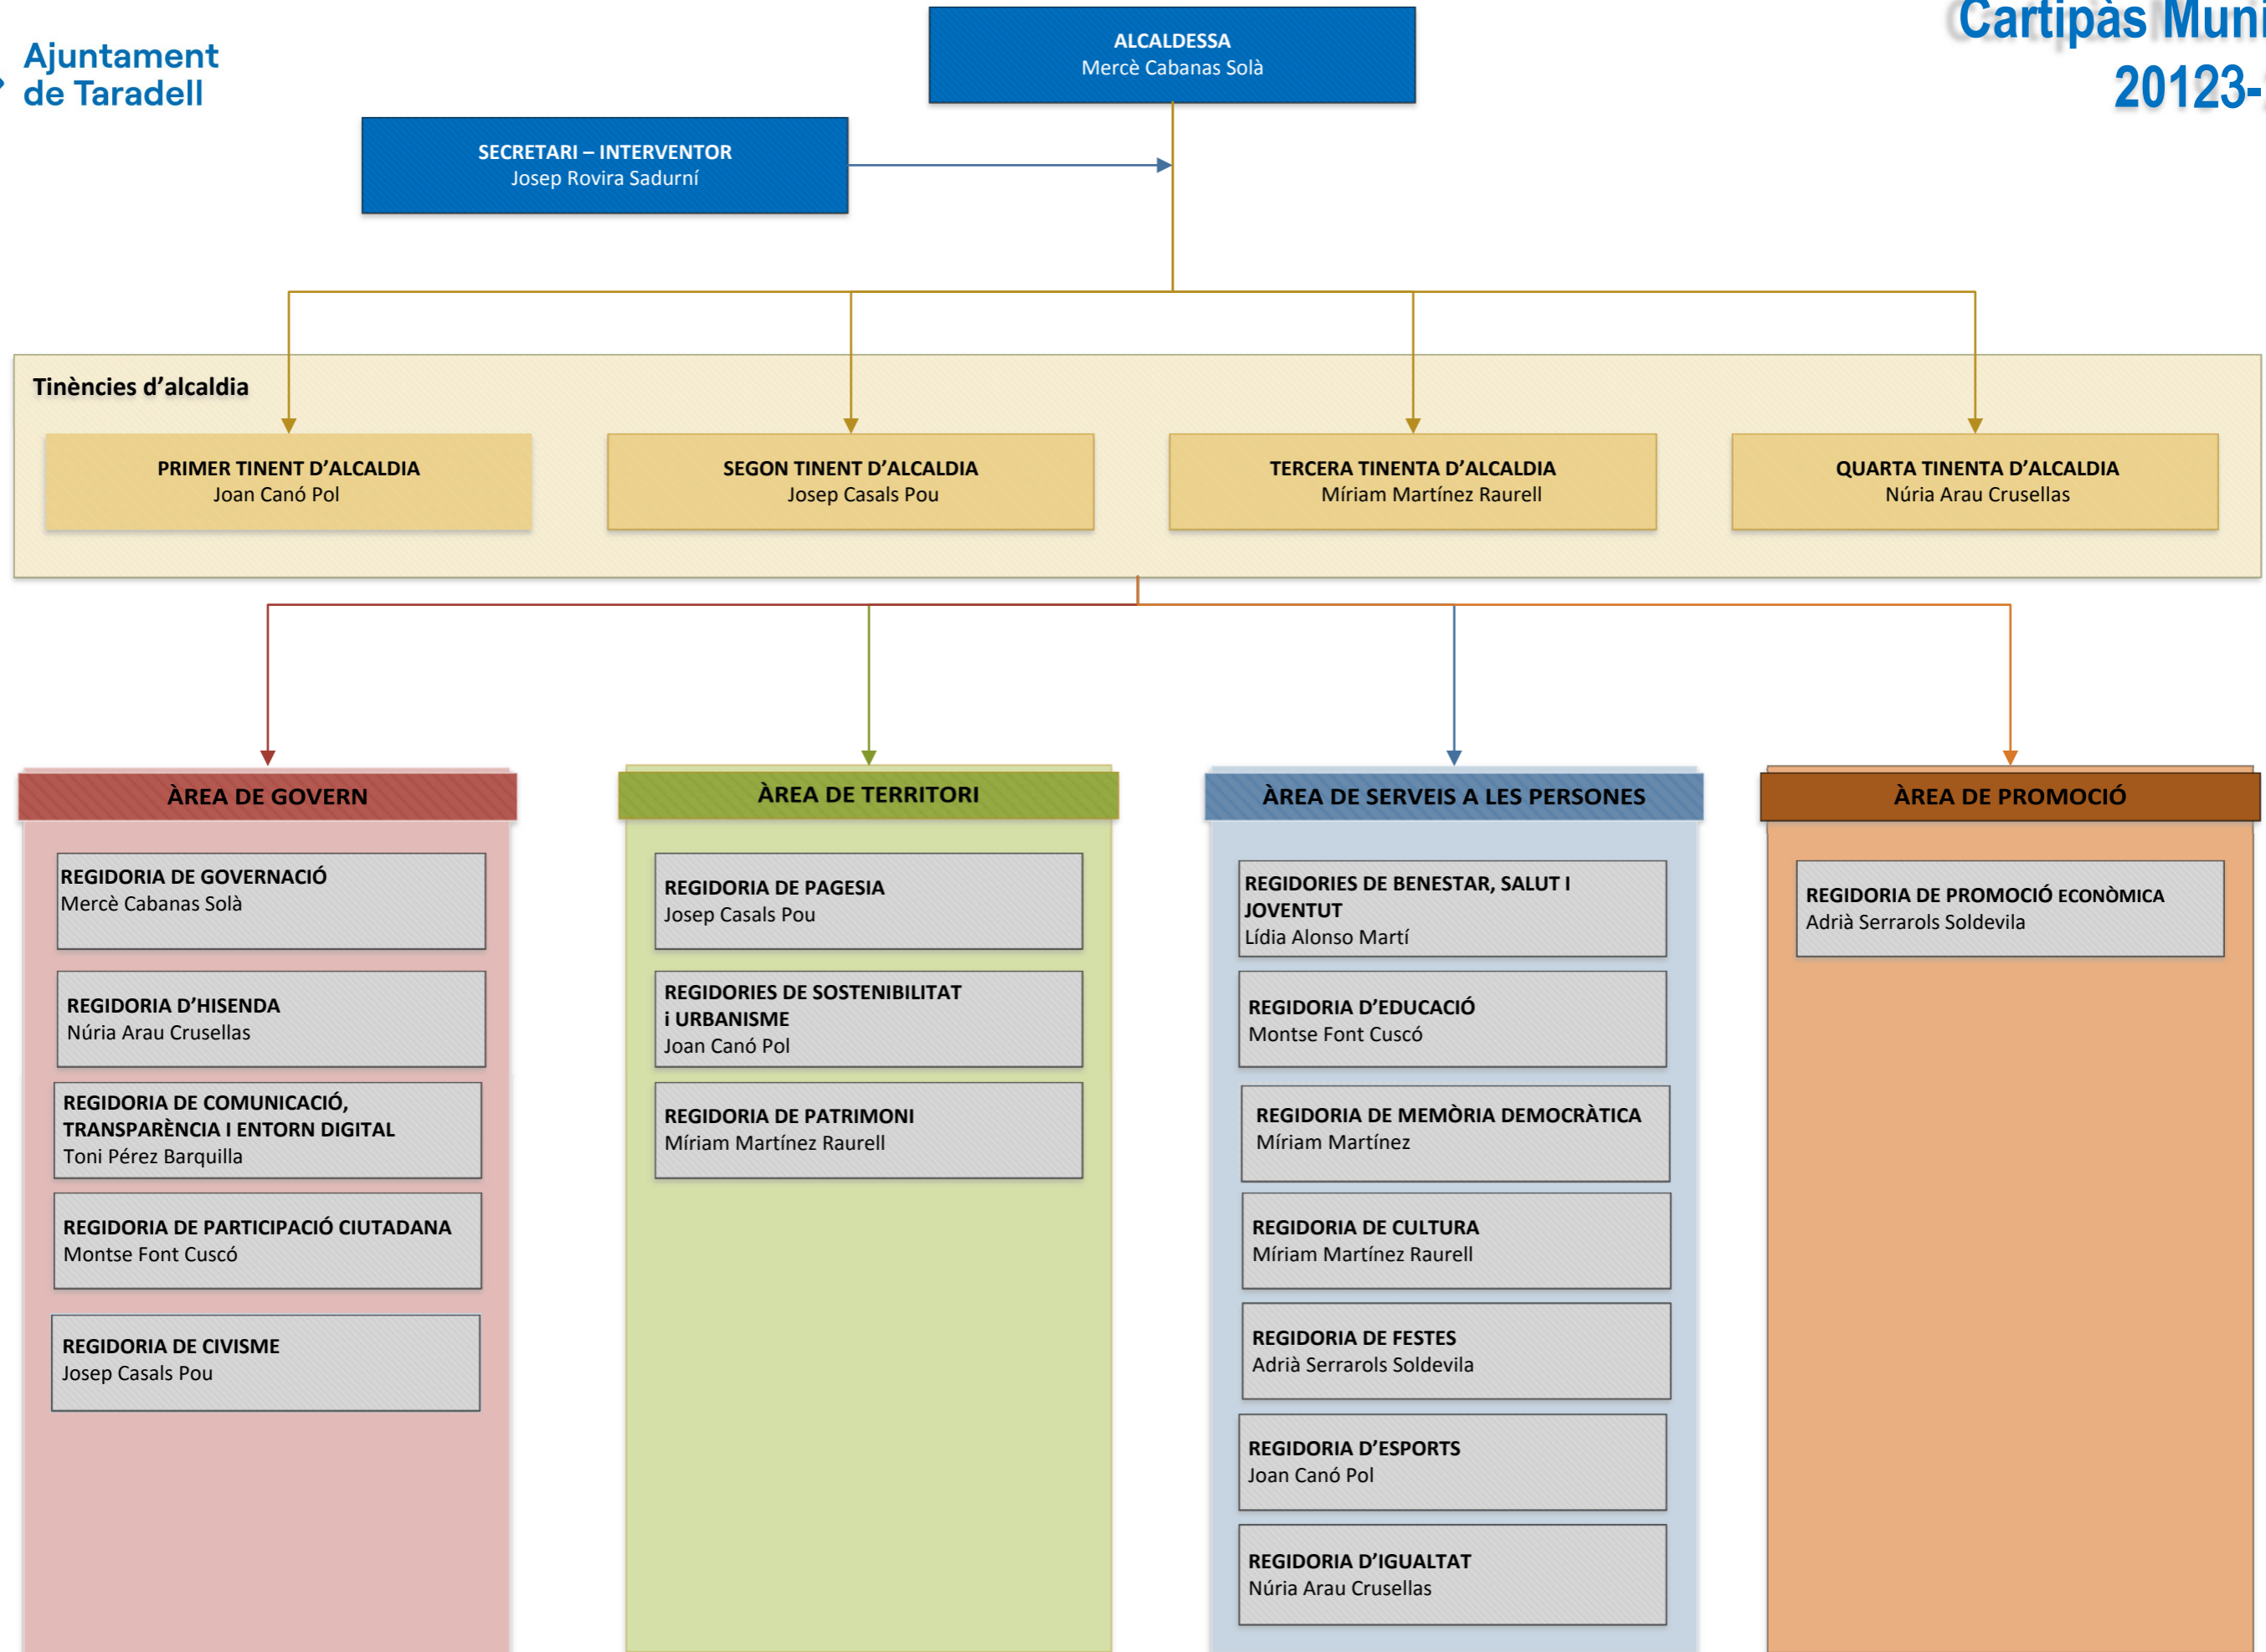 Ajuntament
de Taradell
Cartipàs Muni
20123-
ALCALDESSA
Mercè Cabanas Solà
SECRETARI – INTERVENTOR
Josep Rovira Sadurní
Tinències d’alcaldia
PRIMER TINENT D’ALCALDIA
Joan Canó Pol
SEGON TINENT D’ALCALDIA
Josep Casals Pou
TERCERA TINENTA D’ALCALDIA
Míriam Martínez Raurell
QUARTA TINENTA D’ALCALDIA
Núria Arau Crusellas
ÀREA DE GOVERN
REGIDORIA DE GOVERNACIÓ
Mercè Cabanas Solà
REGIDORIA D’HISENDA
Núria Arau Crusellas
REGIDORIA DE COMUNICACIÓ,
TRANSPARÈNCIA I ENTORN DIGITAL
Toni Pérez Barquilla
REGIDORIA DE PARTICIPACIÓ CIUTADANA
Montse Font Cuscó
REGIDORIA DE CIVISME
Josep Casals Pou
ÀREA DE TERRITORI
REGIDORIA DE PAGESIA
Josep Casals Pou
REGIDORIES DE SOSTENIBILITAT
i URBANISME
Joan Canó Pol
REGIDORIA DE PATRIMONI
Míriam Martínez Raurell
ÀREA DE SERVEIS A LES PERSONES
REGIDORIES DE BENESTAR, SALUT I
JOVENTUT
Lídia Alonso Martí
REGIDORIA D’EDUCACIÓ
Montse Font Cuscó
REGIDORIA DE MEMÒRIA DEMOCRÀTICA
Míriam Martínez
REGIDORIA DE CULTURA
Míriam Martínez Raurell
REGIDORIA DE FESTES
Adrià Serrarols Soldevila
REGIDORIA D’ESPORTS
Joan Canó Pol
REGIDORIA D’IGUALTAT
Núria Arau Crusellas
ÀREA DE PROMOCIÓ
REGIDORIA DE PROMOCIÓ ECONÒMICA
Adrià Serrarols Soldevila